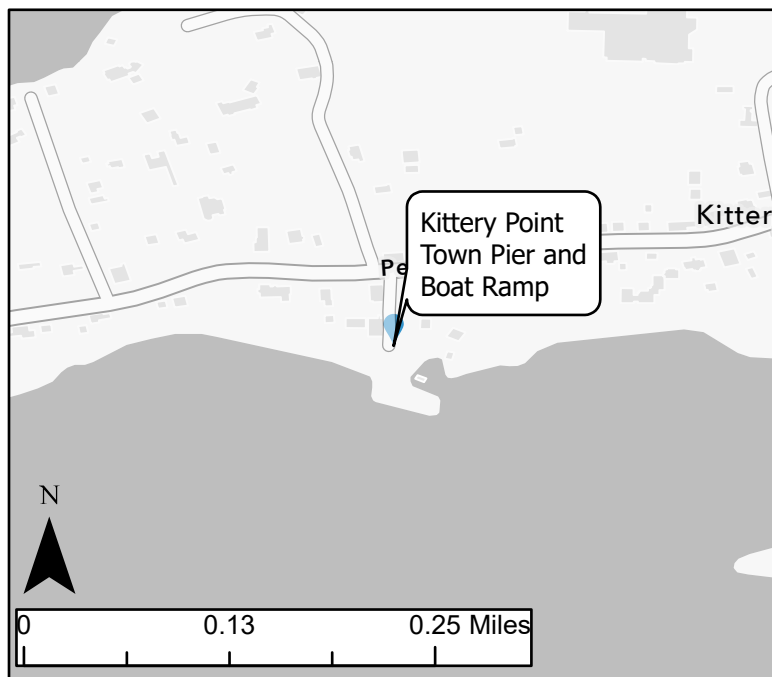 Kitter
Kittery Point
Town Pier and
Boat Ramp
Pe
N
0 0.13 0.25 Miles